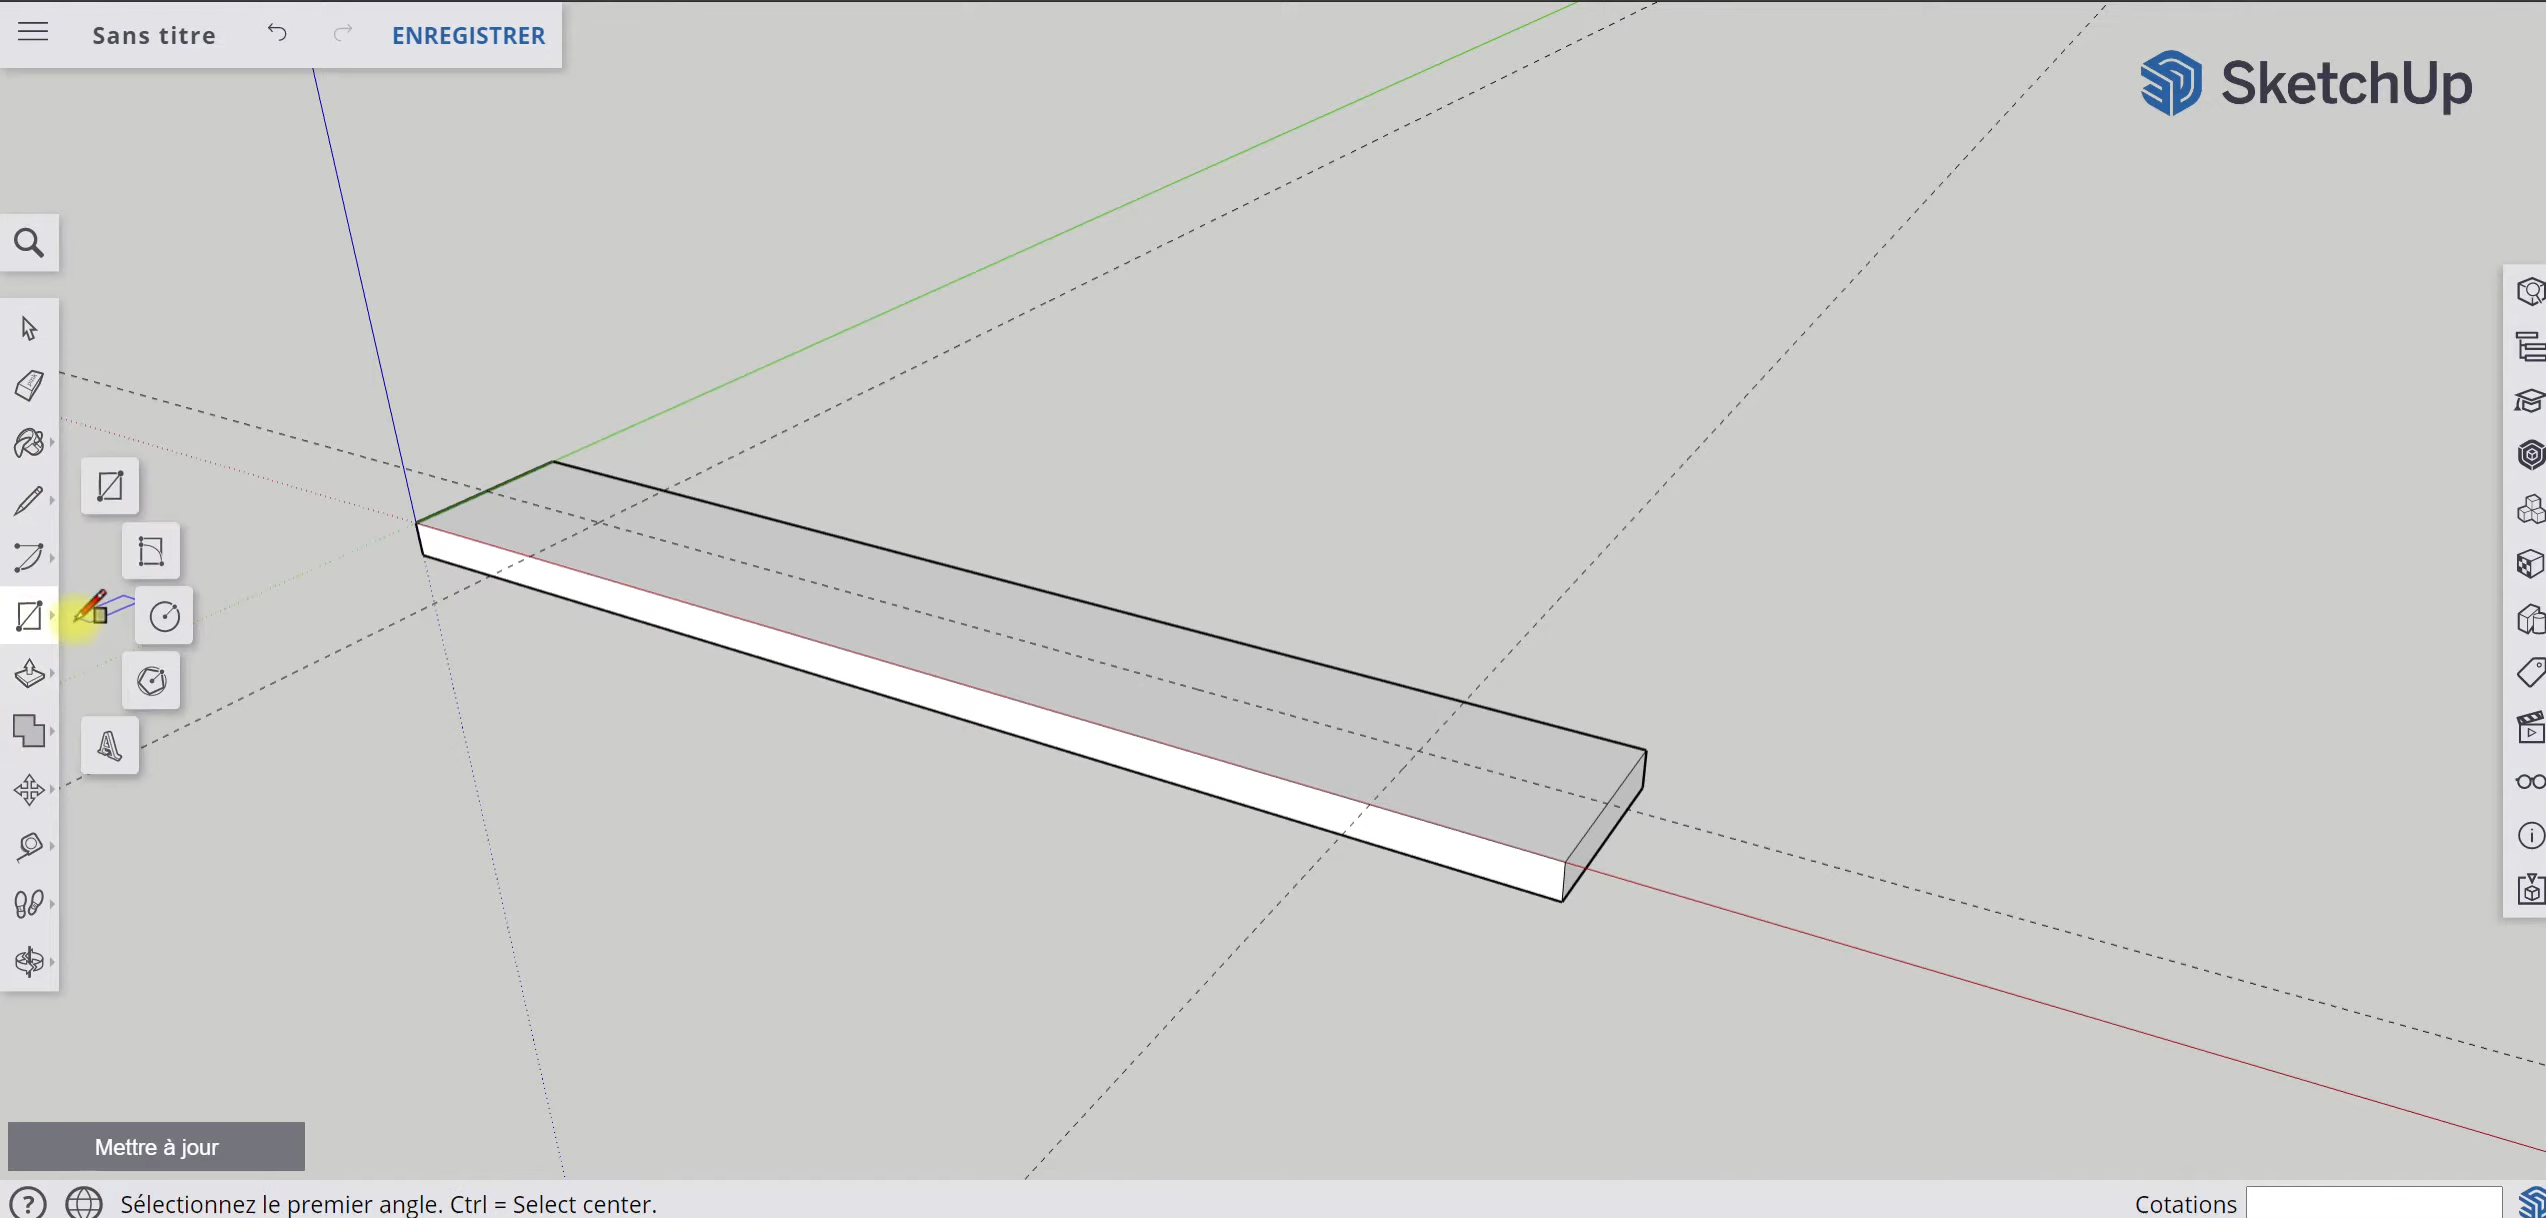 Sans titre
ENREGISTRER
SketchUp
Mettre à jour
? Sélectionnez le premier angle. Ctrl = Select center.
Cotations